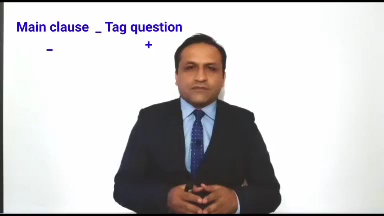 Main clause _ Tag question
_ +